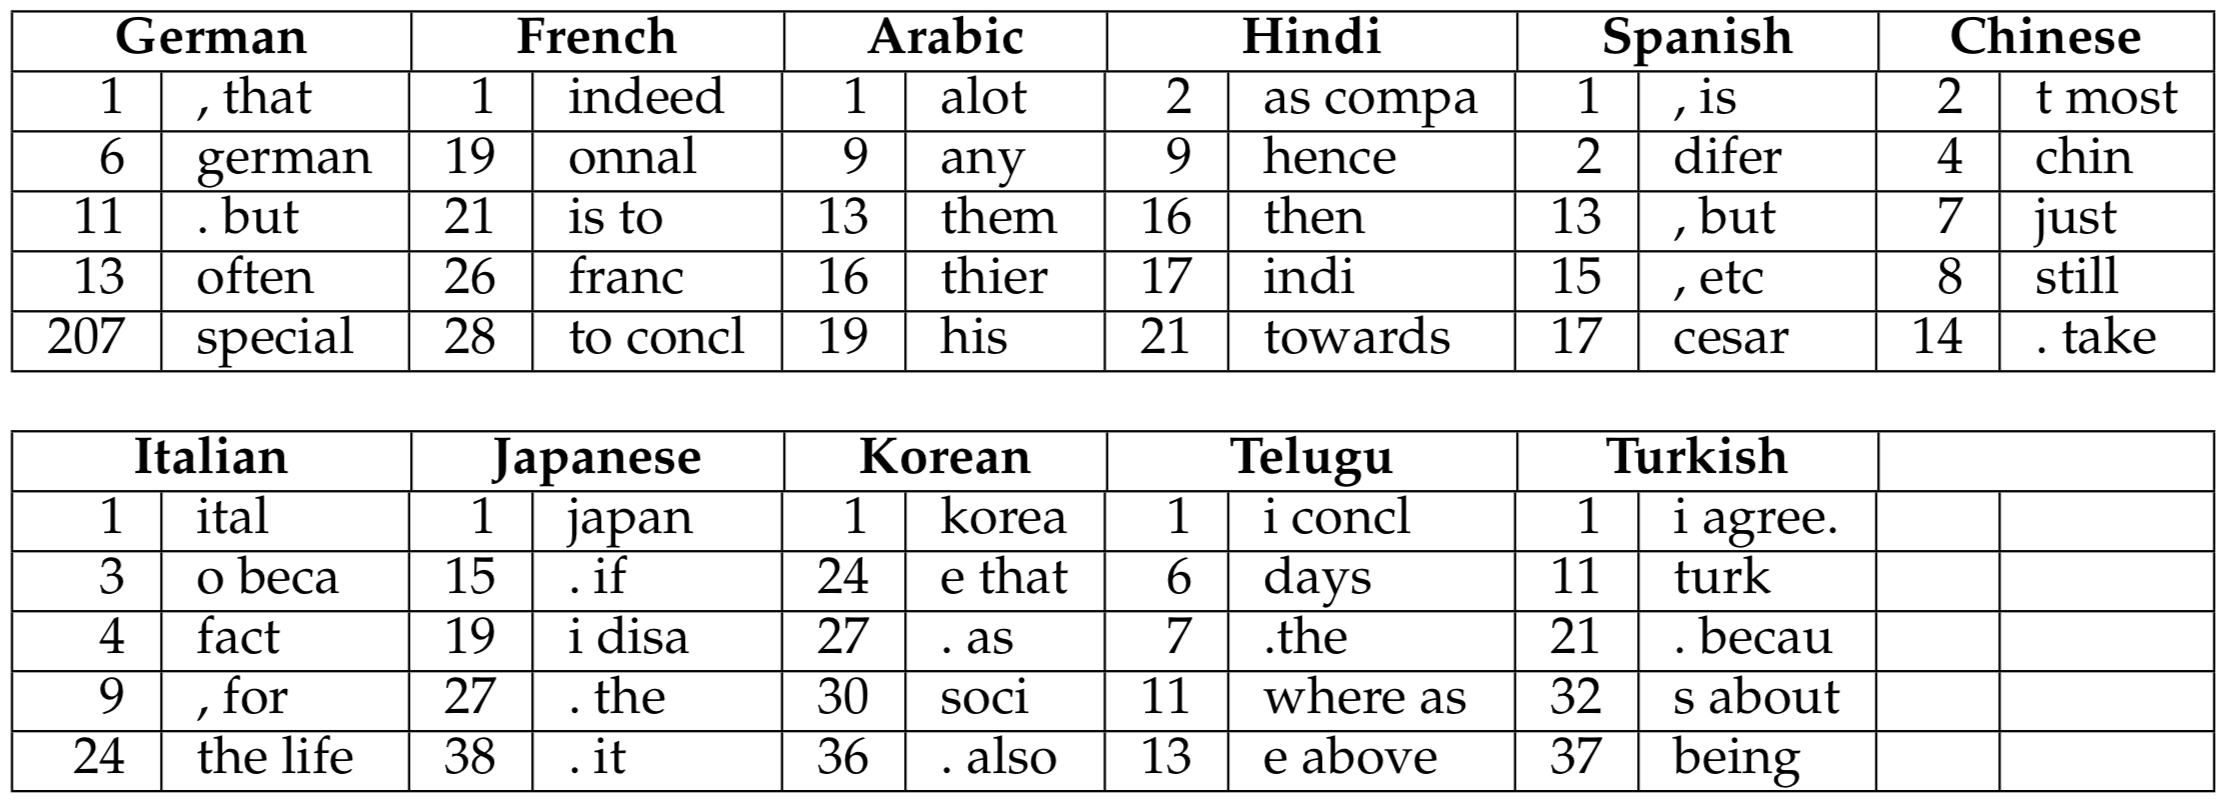 German French Arabic Hindi Spanish Chinese
1 , that 1 indeed 1 alot 2 as compa 1 , is 2 t most
6 german 19 onnal 9 any 9 hence 2 difer 4 chin
11 . but 21 is to 13 them 16 then 13 , but 7 just
13 often 26 franc 16 thier 17 indi 15 , etc 8 still
207 special 28 to concl 19 his 21 towards 17 cesar 14 . take
Italian Japanese Korean Telugu Turkish
1 ital 1 japan 1 korea 1 i concl 1 i agree.
3 o beca 15 . if 24 e that 6 days 11 turk
4 fact 19 i disa 27 . as 7 .the 21 . becau
9 , for 27 . the 30 soci 11 where as 32 s about
24 the life 38 . it 36 . also 13 e above 37 being